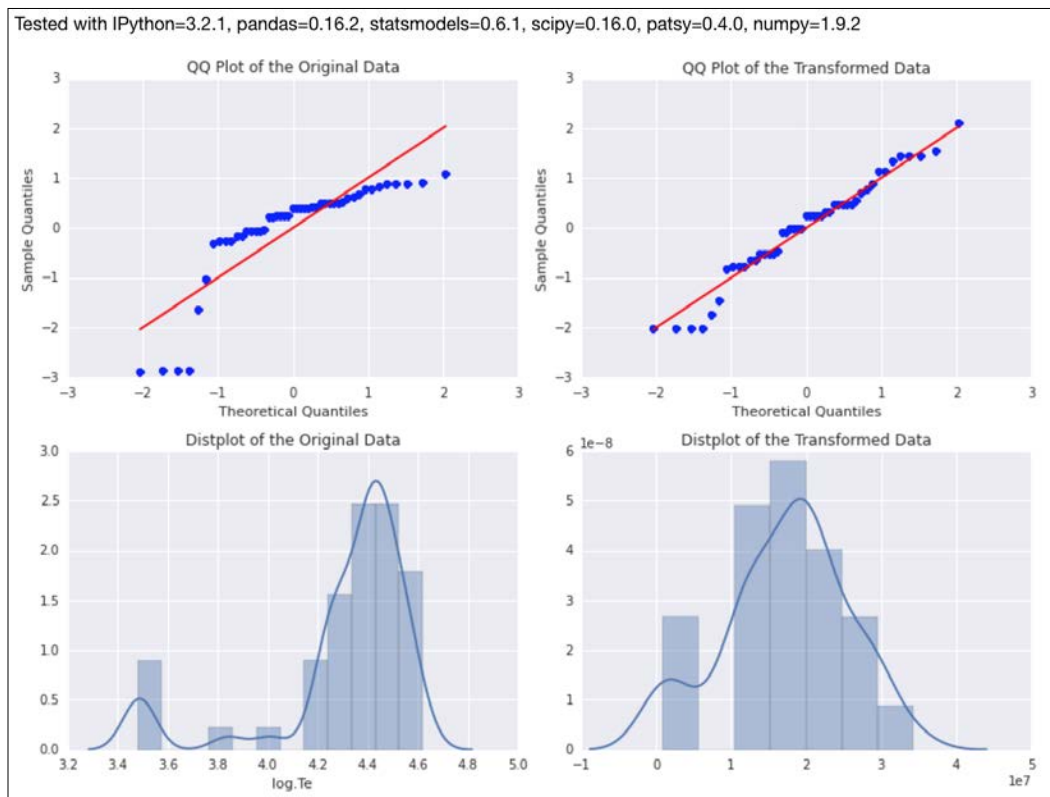 Tested with IPython=3.2.1, pandas=0.16.2, statsmodels=0.6.1, scipy=0.16.0, patsy=0.4.0, numpy=1.9.2
QQ Plot of the Original Data
3
2
1
0
−1
−2
−3
Sample Quantiles
−3 −2 −1 0 1 2 3
Theoretical Quantiles
QQ Plot of the Transformed Data
3
2
1
0
−1
−2
−3
Sample Quantiles
−3 −2 −1 0 1 2 3
Theoretical Quantiles
Distplot of the Original Data
3.0
2.5
2.0
1.5
1.0
0.5
0.0
3.2 3.4 3.6 3.8 4.0 4.2 4.4 4.6 4.8 5.0
log.Te
1e−8 Distplot of the Transformed Data
6
5
4
3
2
1
0
−1 0 1 2 3 4 5
1e7